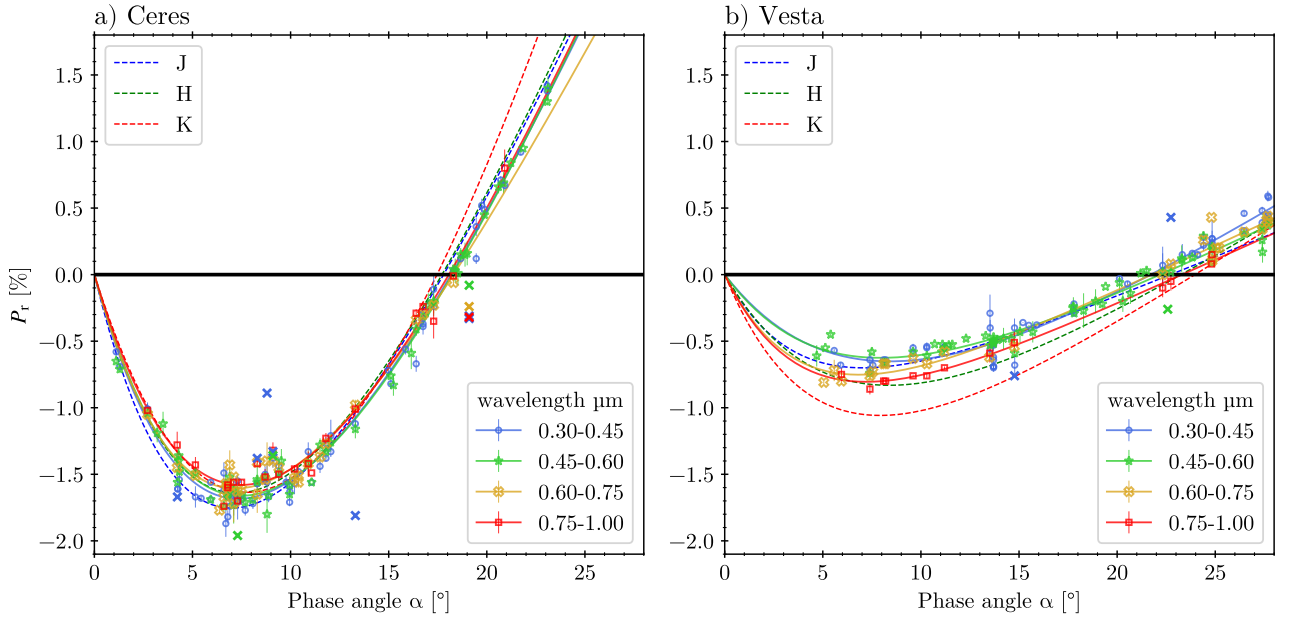 a) Ceres
b) Vesta
J
H
K
J
H
K
1.5
1.0
0.5
0.0
−0.5
−1.0
−1.5
−2.0
P_r [%]
wavelength µm
0.30-0.45
0.45-0.60
0.60-0.75
0.75-1.00
0 5 10 15 20 25
Phase angle α [°]
1.5
1.0
0.5
0.0
−0.5
−1.0
−1.5
−2.0
wavelength µm
0.30-0.45
0.45-0.60
0.60-0.75
0.75-1.00
0 5 10 15 20 25
Phase angle α [°]